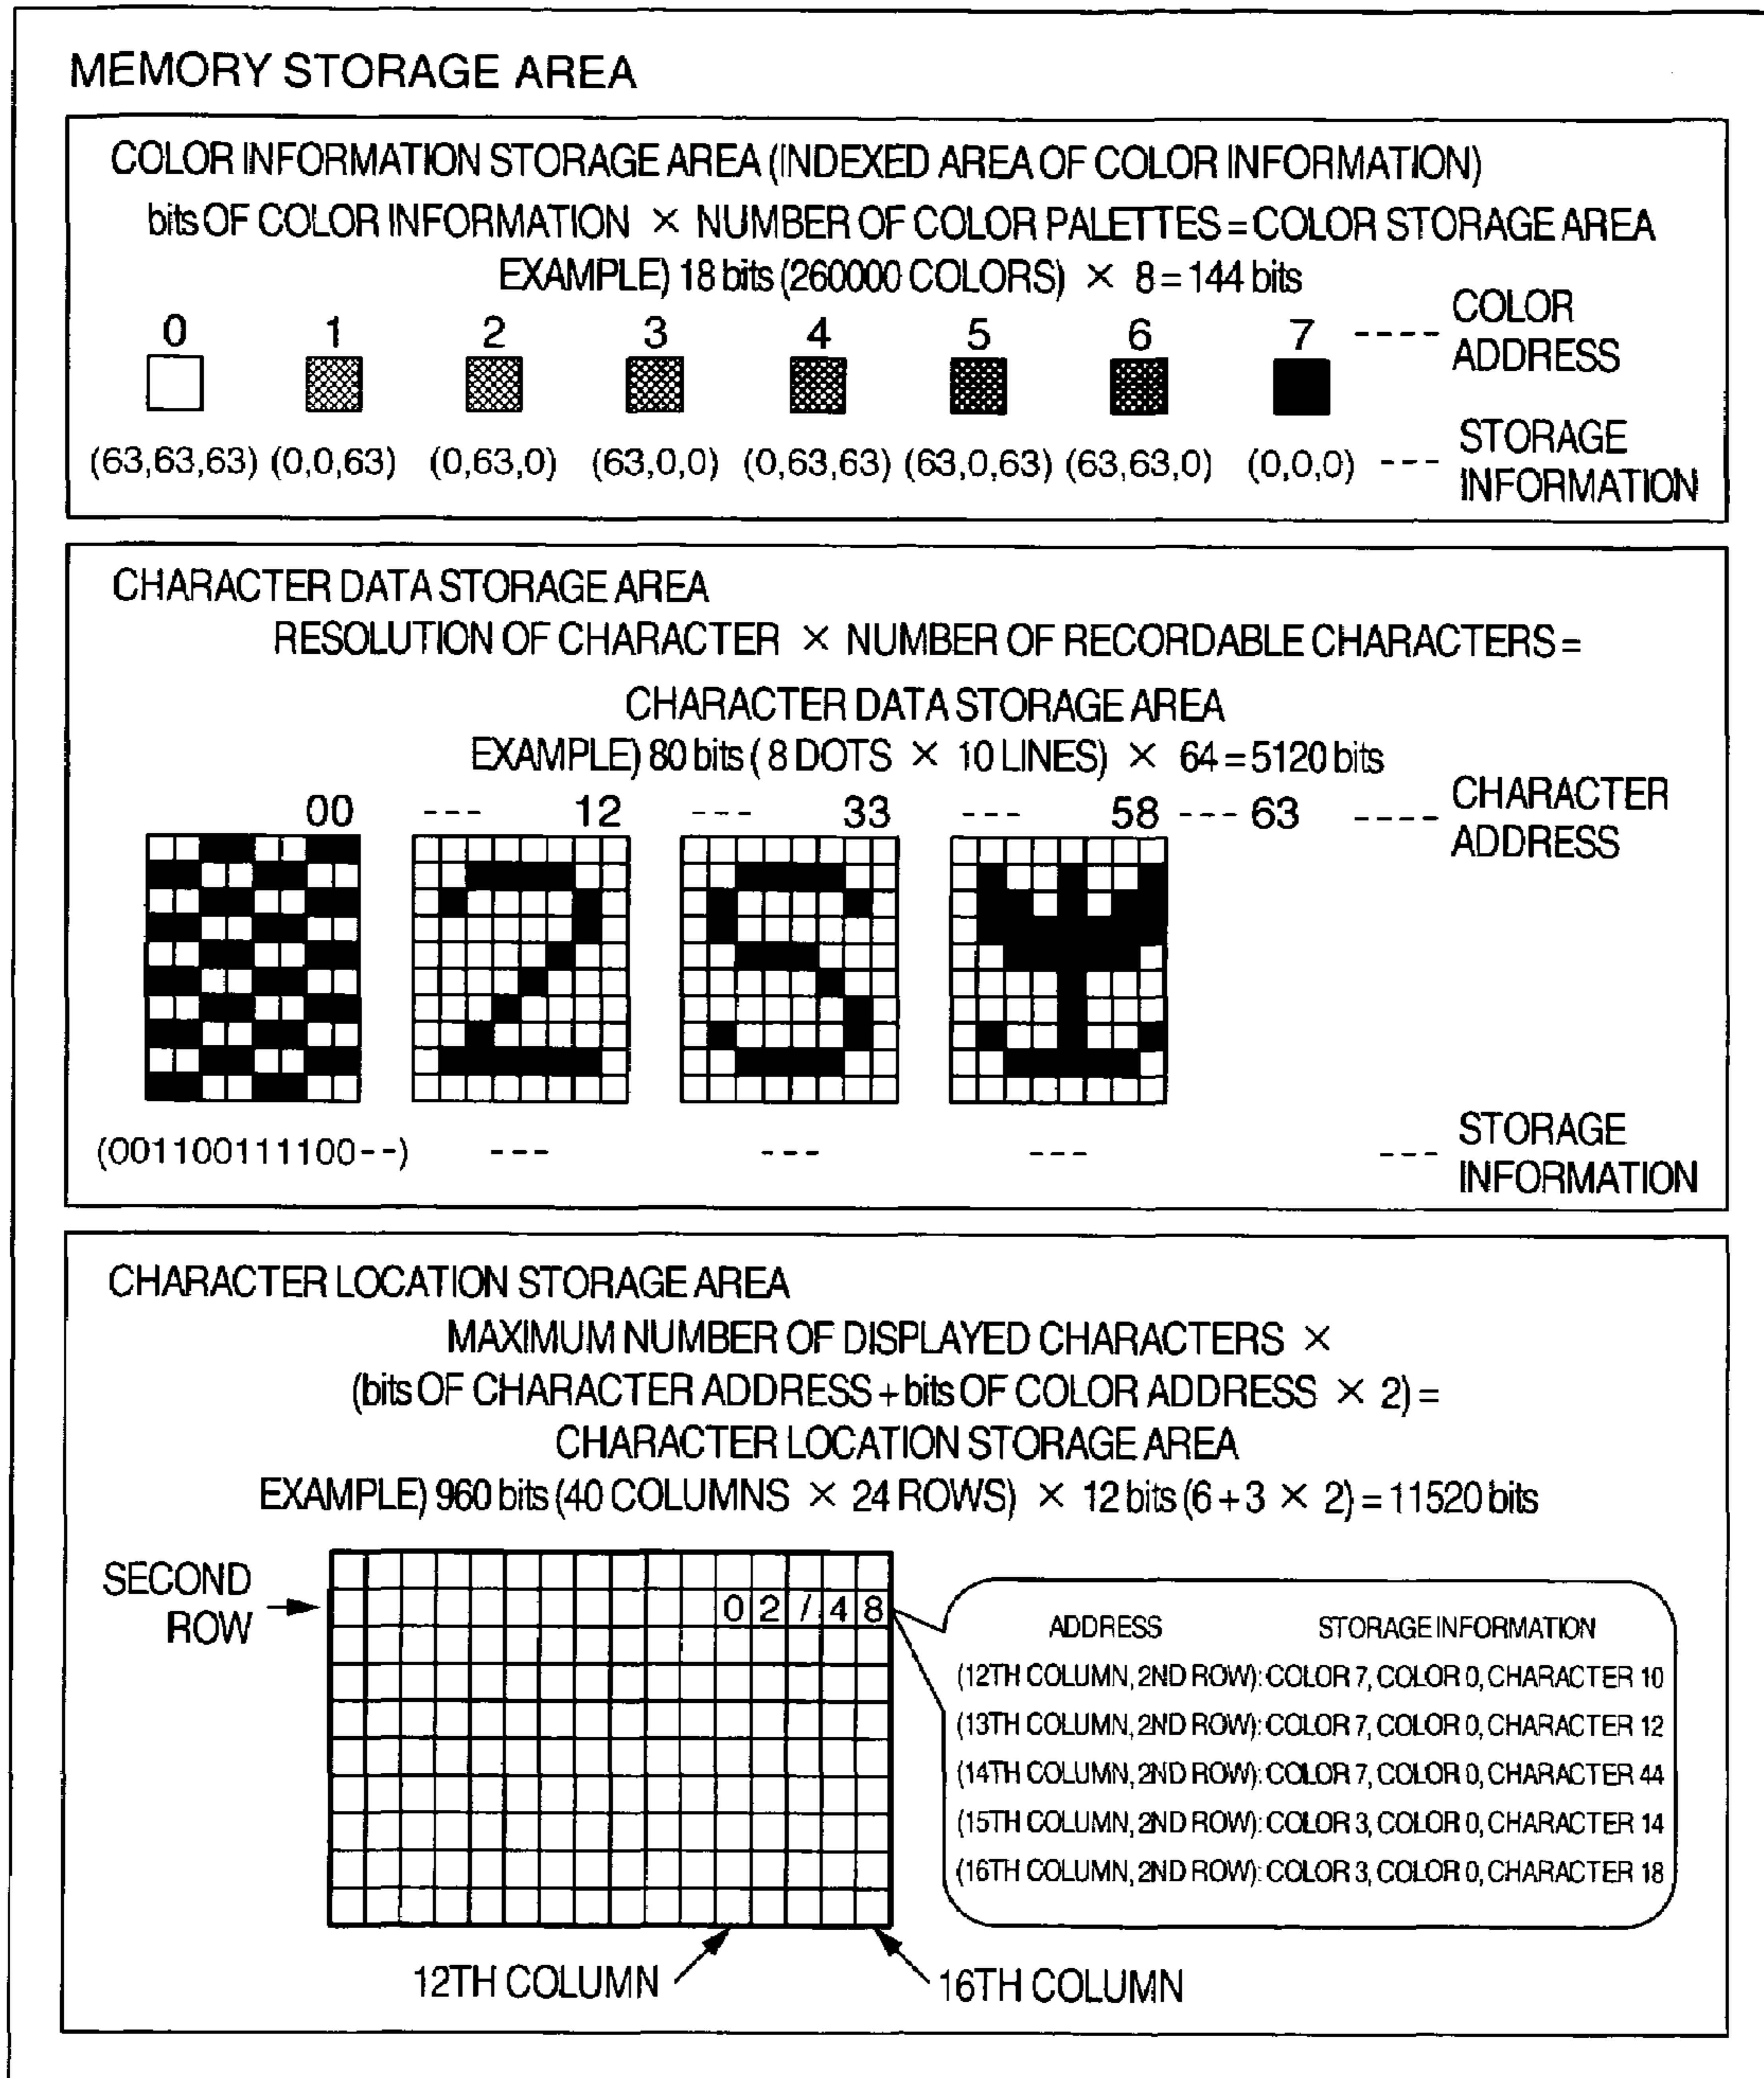 MEMORY STORAGE AREA
COLOR INFORMATION STORAGE AREA (INDEXED AREA OF COLOR INFORMATION)
bits OF COLOR INFORMATION × NUMBER OF COLOR PALETTES = COLOR STORAGE AREA
EXAMPLE) 18 bits (260000 COLORS) × 8 = 144 bits
0 1 2 3 4 5 6 7 ---- COLOR ADDRESS
(63,63,63) (0,0,63) (0,63,0) (63,0,0) (0,63,63) (63,0,63) (63,63,0) (0,0,0) --- STORAGE INFORMATION
CHARACTER DATA STORAGE AREA
RESOLUTION OF CHARACTER × NUMBER OF RECORDABLE CHARACTERS =
CHARACTER DATA STORAGE AREA
EXAMPLE) 80 bits ( 8 DOTS × 10 LINES) × 64 = 5120 bits
00 --- 12 --- 33 --- 58 --- 63 ---- CHARACTER ADDRESS
(001100111100--) --- --- --- --- STORAGE INFORMATION
CHARACTER LOCATION STORAGE AREA
MAXIMUM NUMBER OF DISPLAYED CHARACTERS ×
(bits OF CHARACTER ADDRESS + bits OF COLOR ADDRESS × 2) =
CHARACTER LOCATION STORAGE AREA
EXAMPLE) 960 bits (40 COLUMNS × 24 ROWS) × 12 bits (6 + 3 × 2) = 11520 bits
SECOND ROW
0 2 / 4 8
ADDRESS STORAGE INFORMATION
(12TH COLUMN, 2ND ROW): COLOR 7, COLOR 0, CHARACTER 10
(13TH COLUMN, 2ND ROW): COLOR 7, COLOR 0, CHARACTER 12
(14TH COLUMN, 2ND ROW): COLOR 7, COLOR 0, CHARACTER 44
(15TH COLUMN, 2ND ROW): COLOR 3, COLOR 0, CHARACTER 14
(16TH COLUMN, 2ND ROW): COLOR 3, COLOR 0, CHARACTER 18
12TH COLUMN 16TH COLUMN